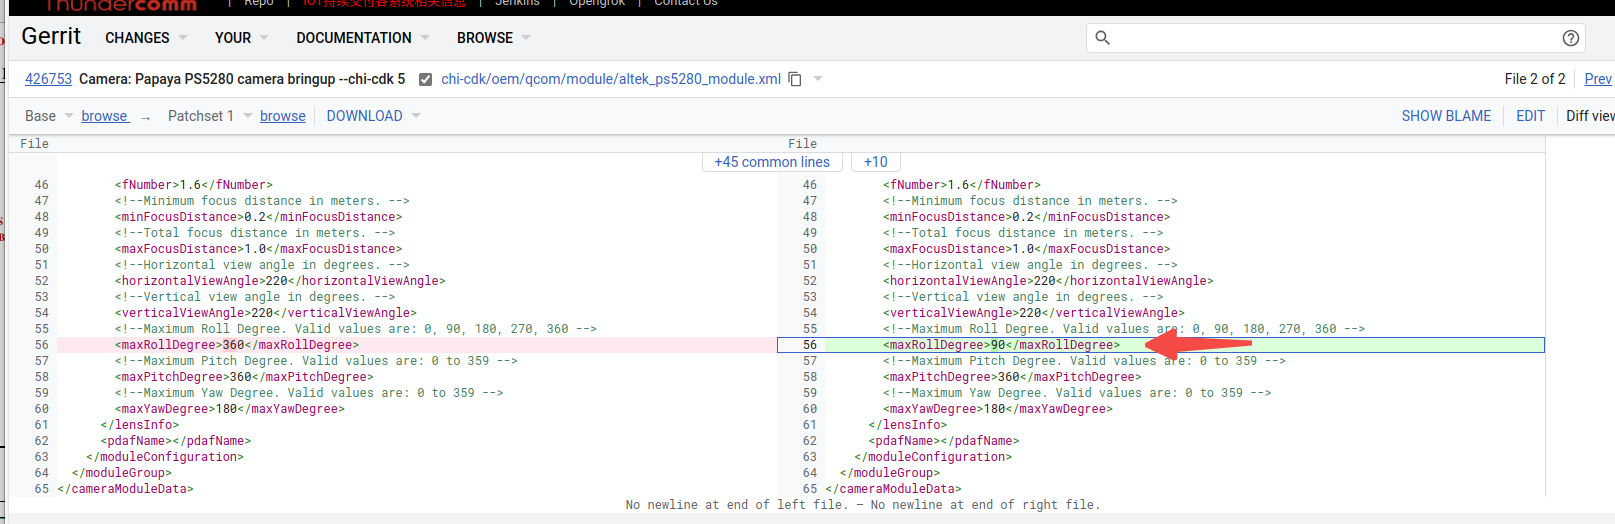 Thundercomm | Repo | IOT持续交付各系统相关信息 | Jenkins | Opengrok | Contact Us
Gerrit CHANGES YOUR DOCUMENTATION BROWSE
426753 Camera: Papaya PS5280 camera bringup --chi-cdk 5 chi-cdk/oem/qcom/module/altek_ps5280_module.xml File 2 of 2 Prev
Base browse → Patchset 1 browse DOWNLOAD SHOW BLAME EDIT Diff view
File File
+45 common lines +10
46 <fNumber>1.6</fNumber> 46 <fNumber>1.6</fNumber>
47 <!--Minimum focus distance in meters. --> 47 <!--Minimum focus distance in meters. -->
48 <minFocusDistance>0.2</minFocusDistance> 48 <minFocusDistance>0.2</minFocusDistance>
49 <!--Total focus distance in meters. --> 49 <!--Total focus distance in meters. -->
50 <maxFocusDistance>1.0</maxFocusDistance> 50 <maxFocusDistance>1.0</maxFocusDistance>
51 <!--Horizontal view angle in degrees. --> 51 <!--Horizontal view angle in degrees. -->
52 <horizontalViewAngle>220</horizontalViewAngle> 52 <horizontalViewAngle>220</horizontalViewAngle>
53 <!--Vertical view angle in degrees. --> 53 <!--Vertical view angle in degrees. -->
54 <verticalViewAngle>220</verticalViewAngle> 54 <verticalViewAngle>220</verticalViewAngle>
55 <!--Maximum Roll Degree. Valid values are: 0, 90, 180, 270, 360 --> 55 <!--Maximum Roll Degree. Valid values are: 0, 90, 180, 270, 360 -->
56 <maxRollDegree>360</maxRollDegree> 56 <maxRollDegree>90</maxRollDegree>
57 <!--Maximum Pitch Degree. Valid values are: 0 to 359 --> 57 <!--Maximum Pitch Degree. Valid values are: 0 to 359 -->
58 <maxPitchDegree>360</maxPitchDegree> 58 <maxPitchDegree>360</maxPitchDegree>
59 <!--Maximum Yaw Degree. Valid values are: 0 to 359 --> 59 <!--Maximum Yaw Degree. Valid values are: 0 to 359 -->
60 <maxYawDegree>180</maxYawDegree> 60 <maxYawDegree>180</maxYawDegree>
61 </lensInfo> 61 </lensInfo>
62 <pdafName></pdafName> 62 <pdafName></pdafName>
63 </moduleConfiguration> 63 </moduleConfiguration>
64 </moduleGroup> 64 </moduleGroup>
65 </cameraModuleData> 65 </cameraModuleData>
No newline at end of left file. — No newline at end of right file.